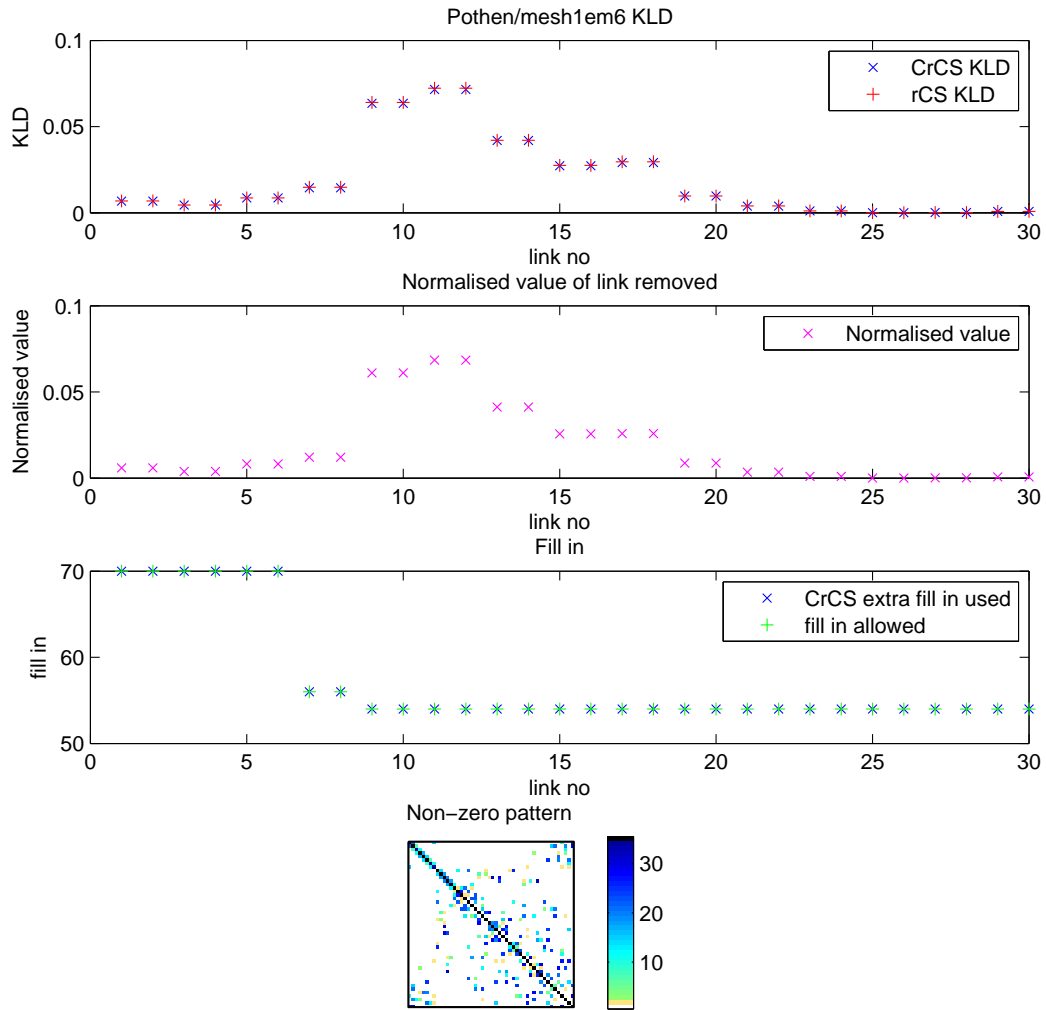 Pothen/mesh1em6 KLD
0.1
0.05
0
KLD
CrCS KLD
rCS KLD
0 5 10 15 20 25 30
link no
Normalised value of link removed
0.1
0.05
0
Normalised value
Normalised value
0 5 10 15 20 25 30
link no
Fill in
70
60
50
fill in
CrCS extra fill in used
fill in allowed
0 5 10 15 20 25 30
link no
Non−zero pattern
30
20
10